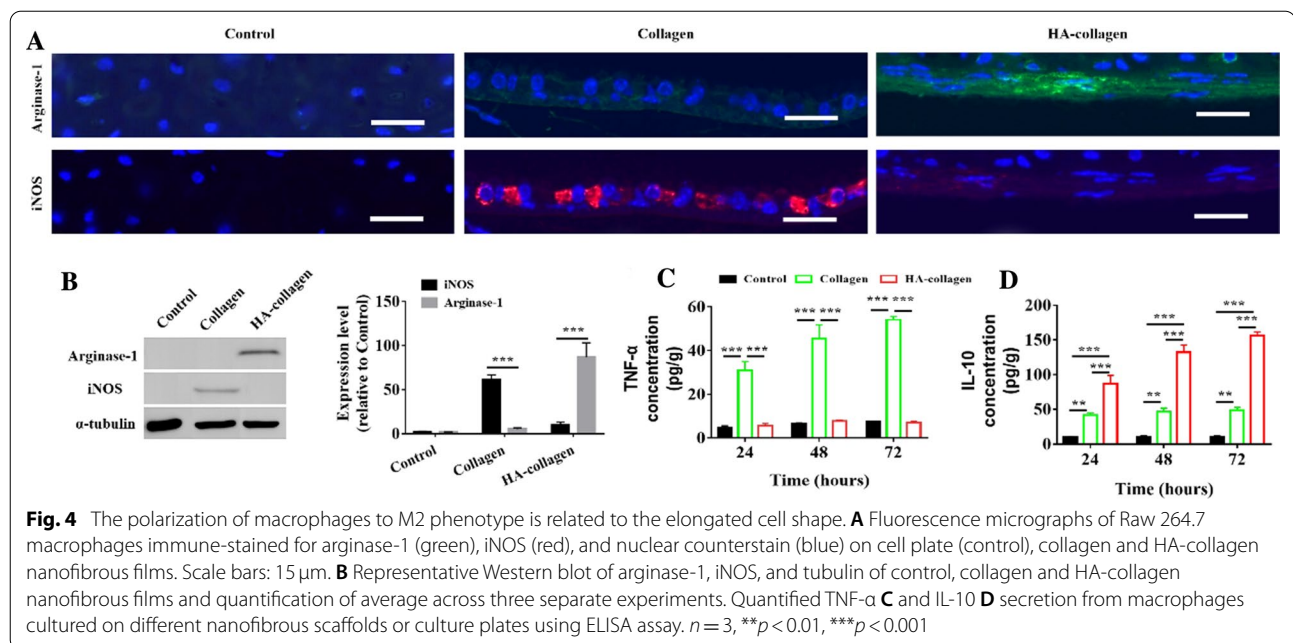 A
Control
Collagen
HA-collagen
Arginase-1
iNOS
B
Control
Collagen
HA-collagen
Arginase-1
iNOS
α-tubulin
Expression level
(relative to Control)
150
100
50
0
iNOS
Arginase-1
***
***
Control
Collagen
HA-collagen
C
Control Collagen HA-collagen
TNF-α
concentration
(pg/g)
60
40
20
0
*** ***
*** ***
*** ***
24 48 72
Time (hours)
D
IL-10
concentration
(pg/g)
200
150
100
50
0
***
***
**
***
***
**
***
***
**
24 48 72
Time (hours)
Fig. 4 The polarization of macrophages to M2 phenotype is related to the elongated cell shape. A Fluorescence micrographs of Raw 264.7
macrophages immune-stained for arginase-1 (green), iNOS (red), and nuclear counterstain (blue) on cell plate (control), collagen and HA-collagen
nanofibrous films. Scale bars: 15 μm. B Representative Western blot of arginase-1, iNOS, and tubulin of control, collagen and HA-collagen
nanofibrous films and quantification of average across three separate experiments. Quantified TNF-α C and IL-10 D secretion from macrophages
cultured on different nanofibrous scaffolds or culture plates using ELISA assay. n = 3, **p < 0.01, ***p < 0.001